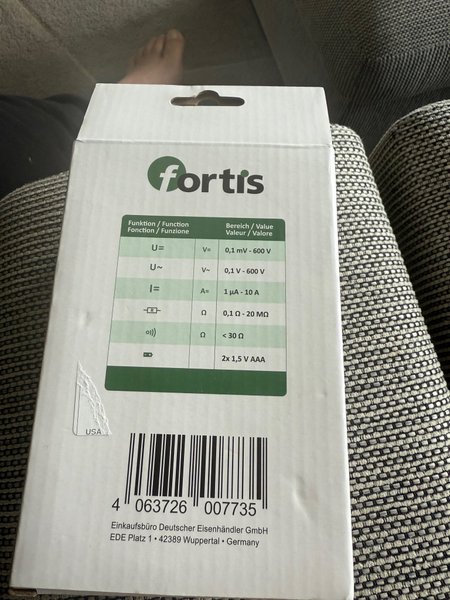 fortis
Funktion / Function
Fonction / Funzione
Bereich / Value
Valeur / Valore
U= V= 0,1 mV - 600 V
U~ V~ 0,1 V - 600 V
I= A= 1 µA - 10 A
Ω 0,1 Ω - 20 MΩ
Ω < 30 Ω
2x 1,5 V AAA
USA
4 063726 007735
Einkaufsbüro Deutscher Eisenhändler GmbH
EDE Platz 1 • 42389 Wuppertal • Germany